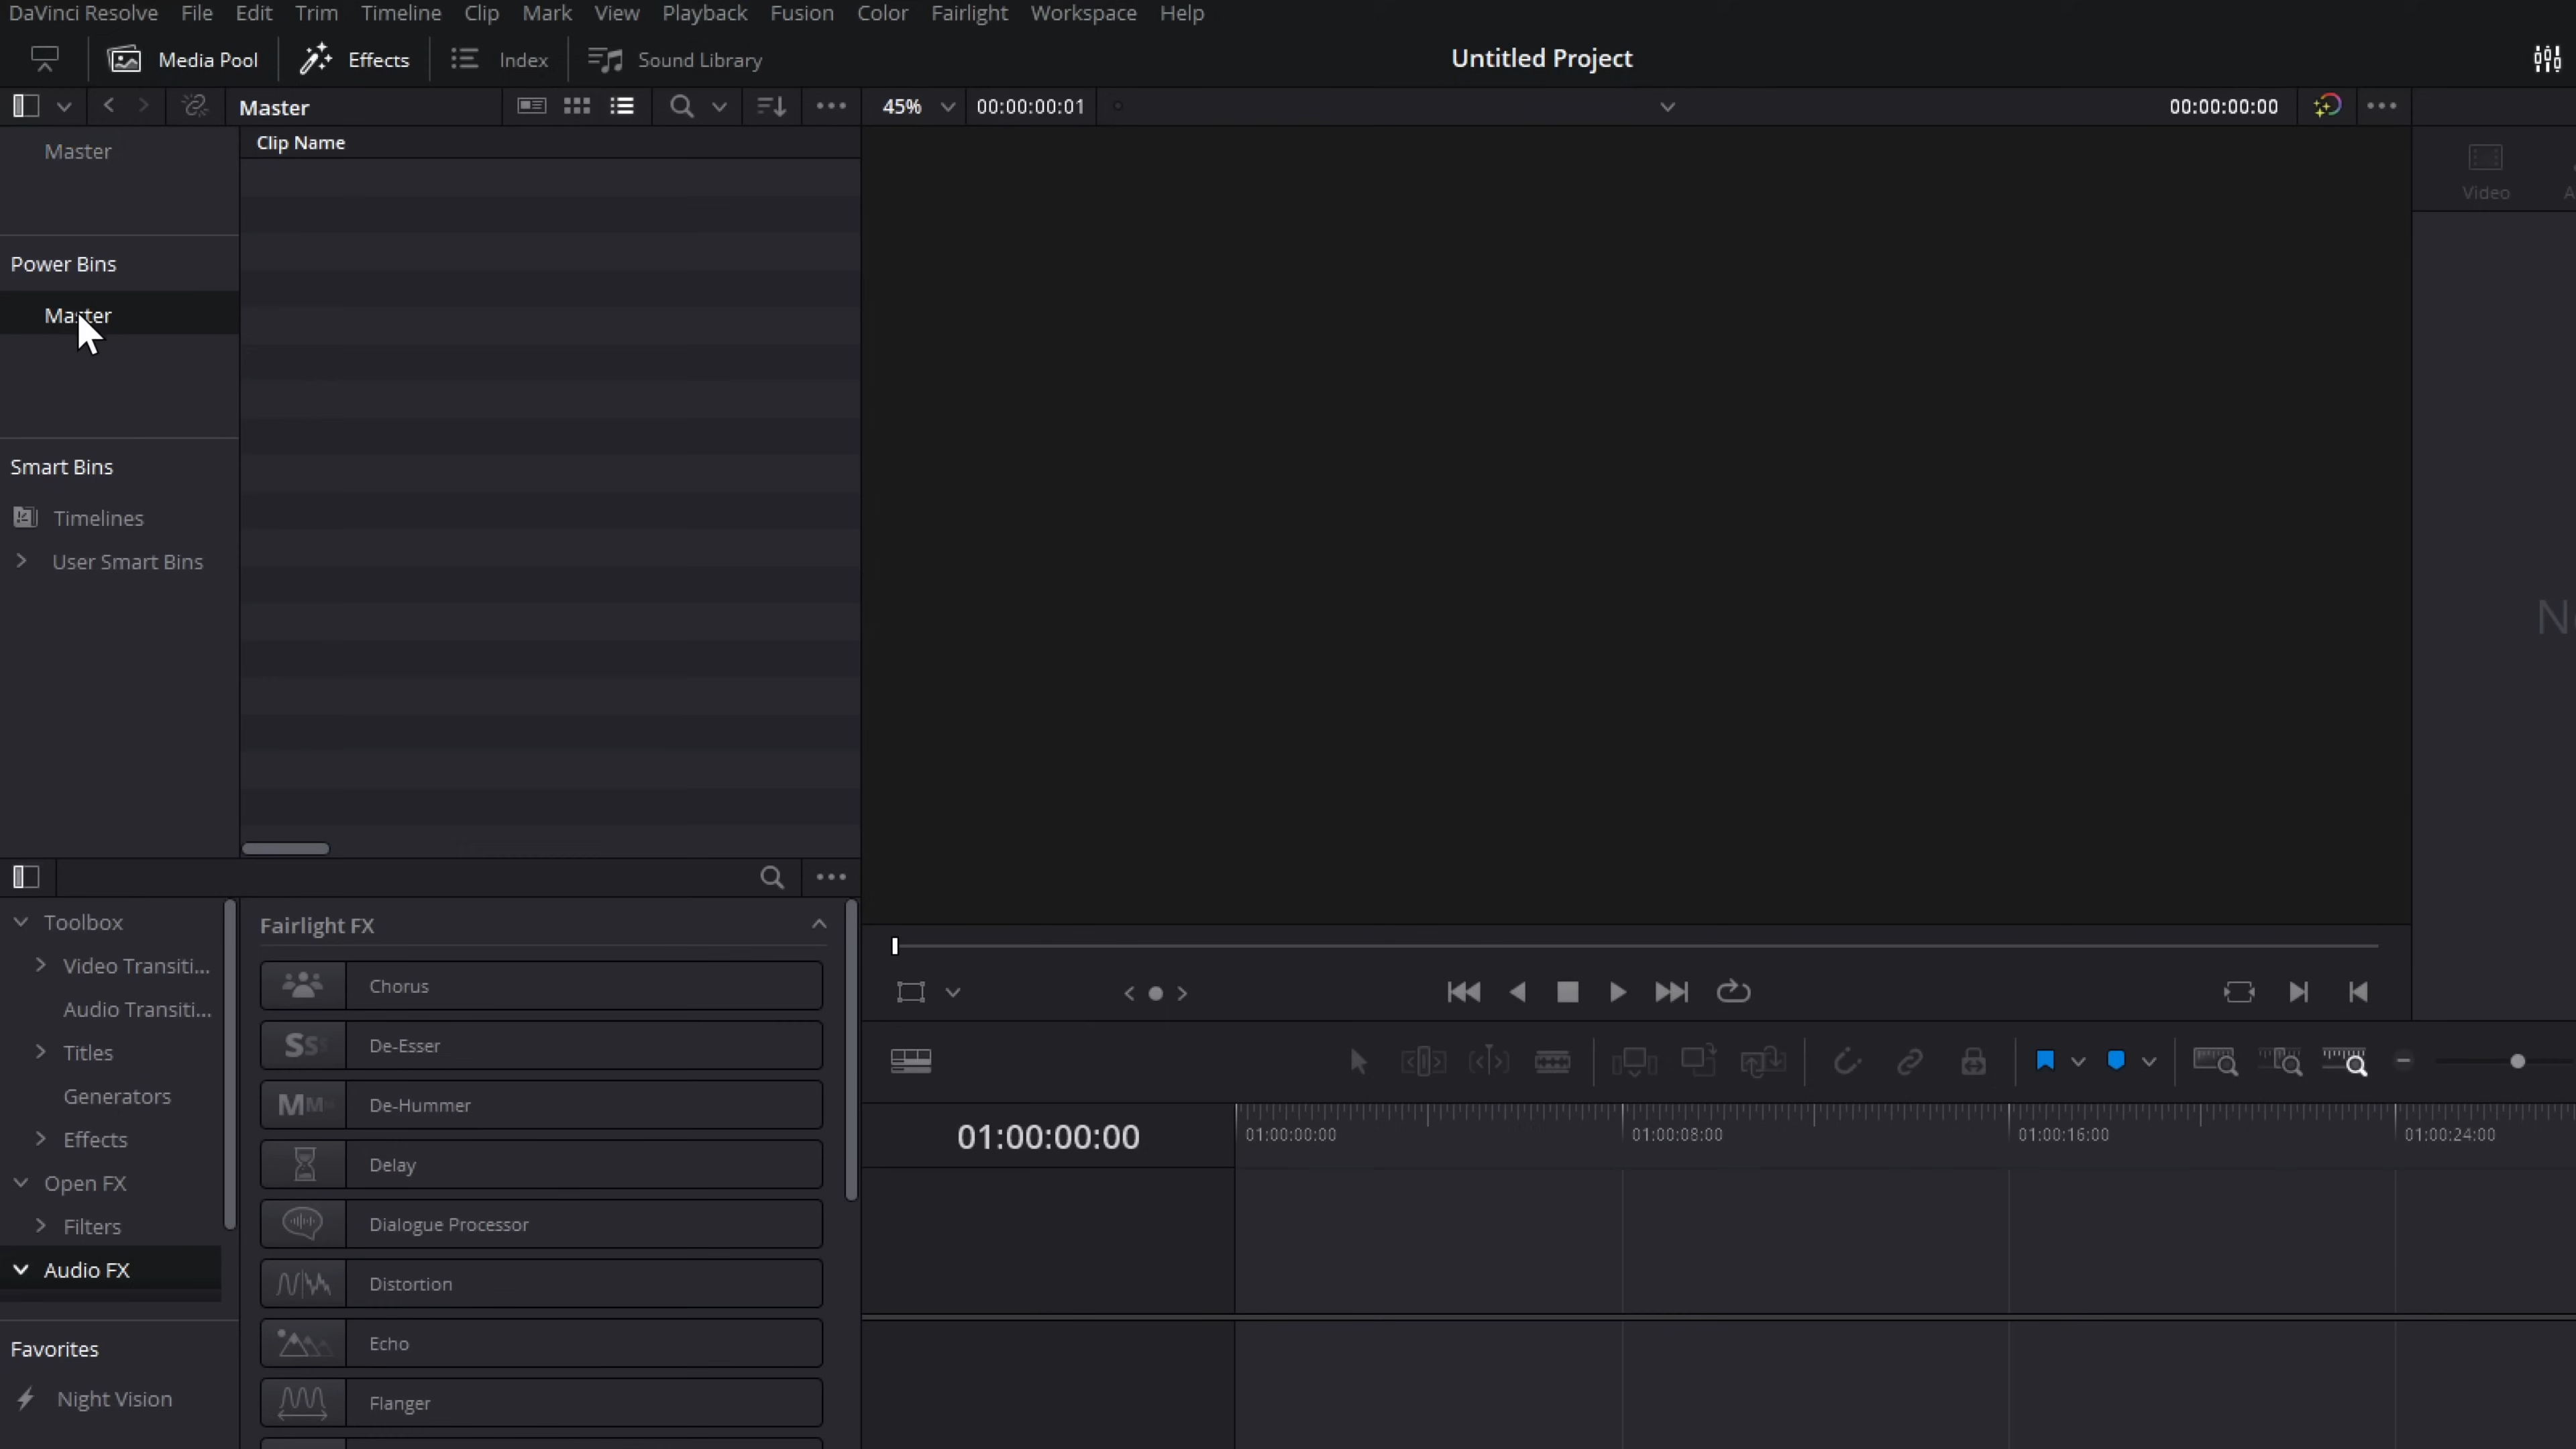 DaVinci Resolve File Edit Trim Timeline Clip Mark View Playback Fusion Color Fairlight Workspace Help
Media Pool Effects Index Sound Library Untitled Project
Master 45% 00:00:00:01 00:00:00:00
Master
Clip Name
Video
Power Bins
Master
Smart Bins
Timelines
User Smart Bins
Toolbox
Video Transiti...
Audio Transiti...
Titles
Generators
Effects
Open FX
Filters
Audio FX
Favorites
Night Vision
Fairlight FX
Chorus
De-Esser
De-Hummer
Delay
Dialogue Processor
Distortion
Echo
Flanger
01:00:00:00
01:00:00:00 01:00:08:00 01:00:16:00 01:00:24:00